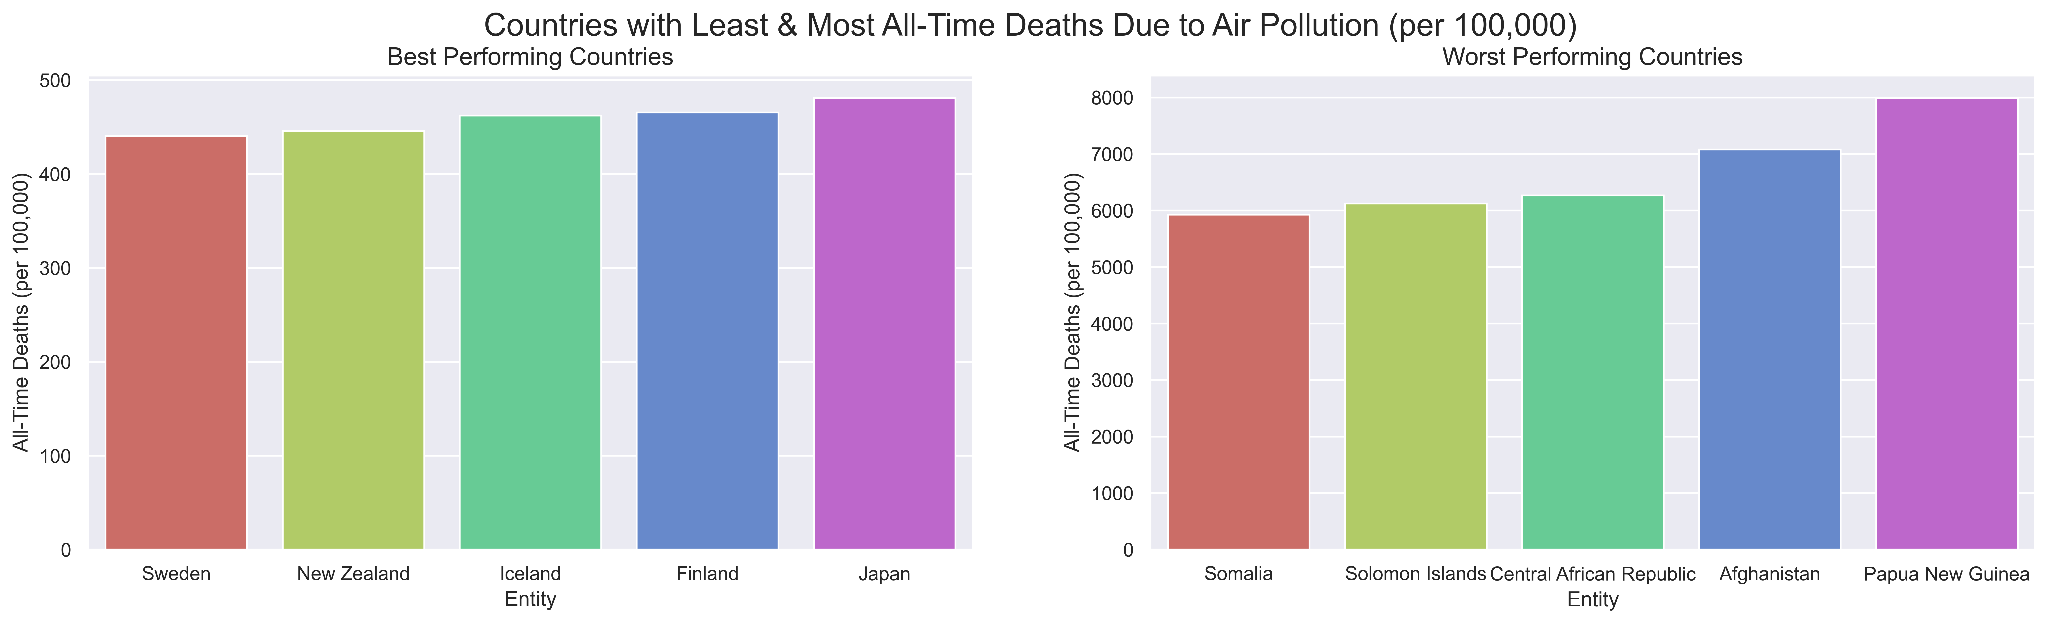 Countries with Least & Most All-Time Deaths Due to Air Pollution (per 100,000)
Best Performing Countries
All-Time Deaths (per 100,000)
500
400
300
200
100
0
Sweden New Zealand Iceland Finland Japan
Entity
Worst Performing Countries
All-Time Deaths (per 100,000)
8000
7000
6000
5000
4000
3000
2000
1000
0
Somalia Solomon Islands Central African Republic Afghanistan Papua New Guinea
Entity